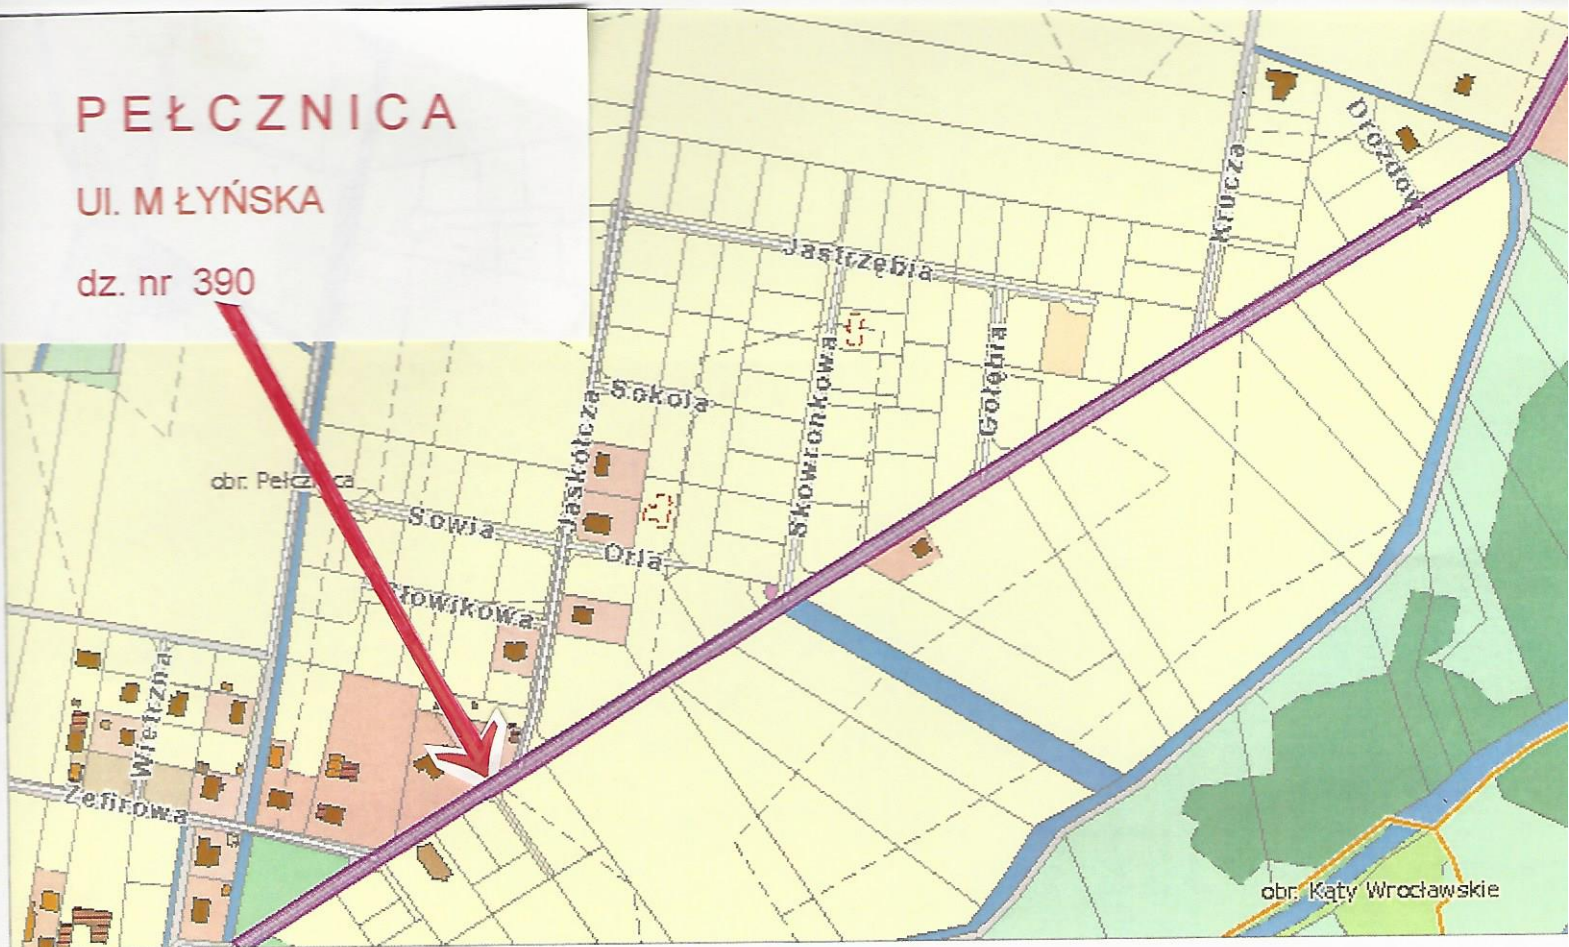 PEŁCZNICA
Ul. M ŁYŃSKA
dz. nr 390
Drozdowa
Krucza
Jastrzębia
Gołębia
Skowronkowa
Sokola
Jaskółcza
obr. Pełcznica
Sowia
Orla
Słowikowa
Wietrzna
Zefirowa
obr. Kąty Wrocławskie